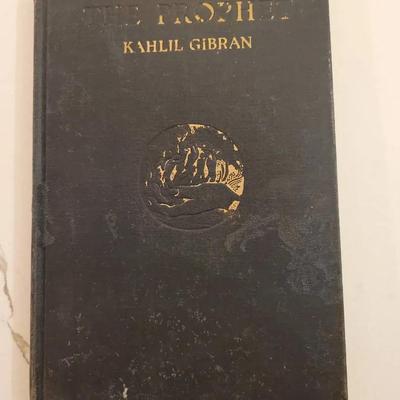 THE PROPHET
KAHLIL GIBRAN